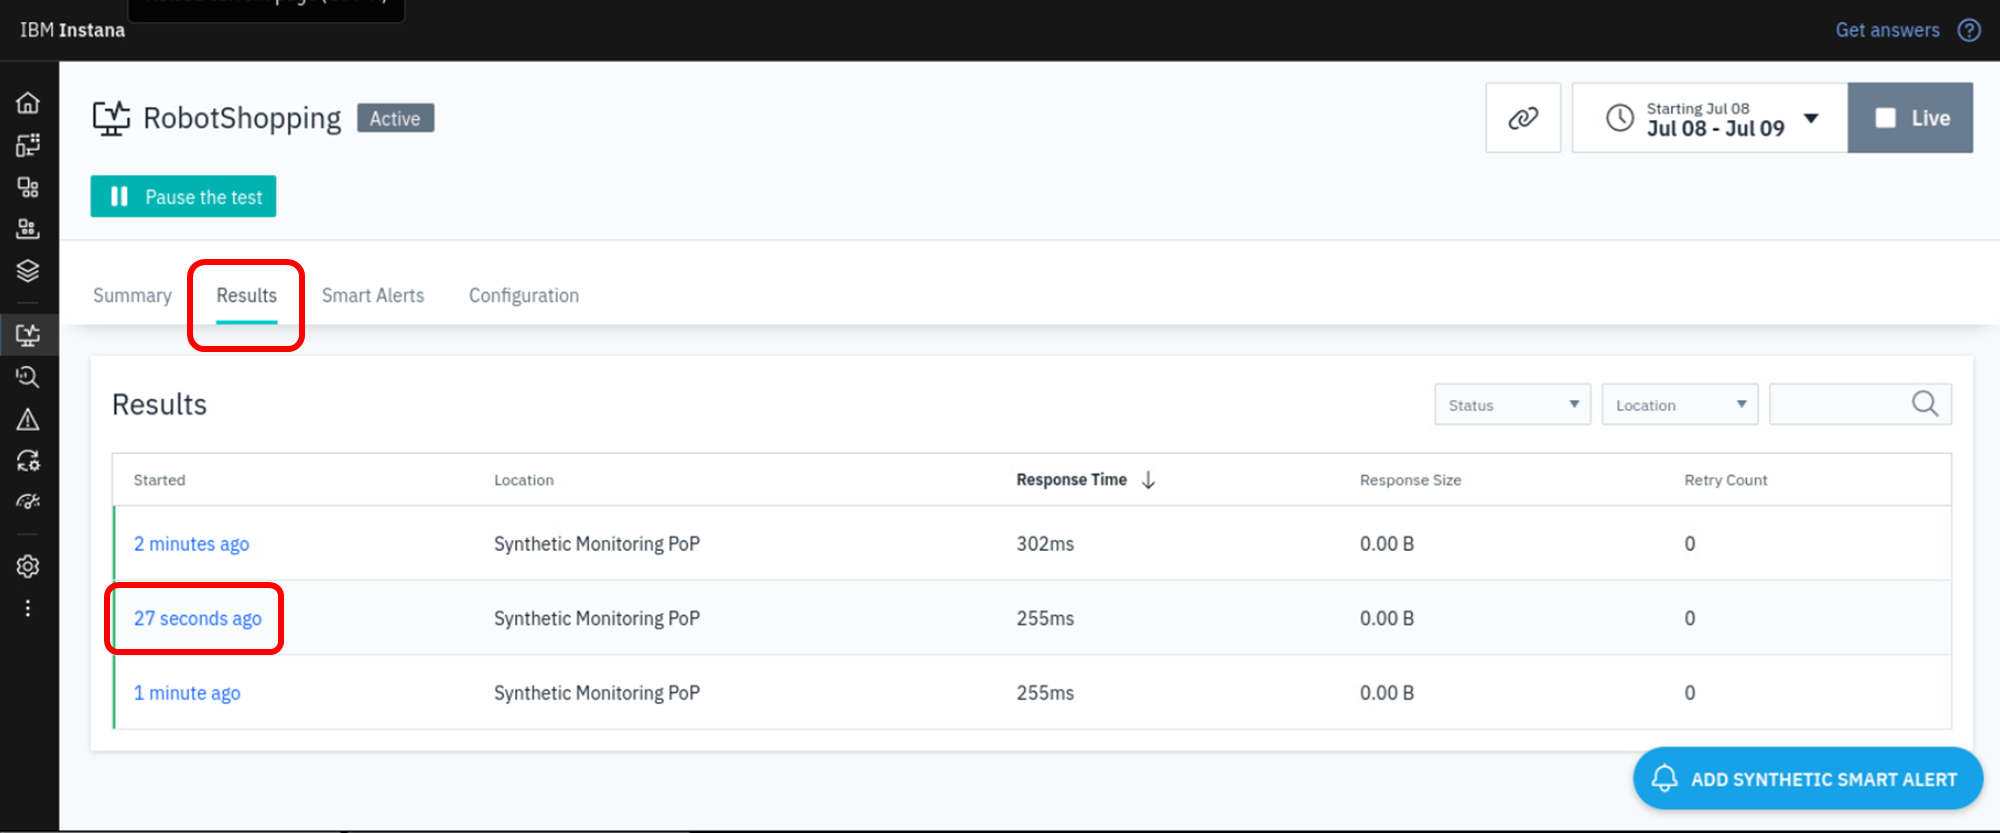 IBM Instana
Get answers
RobotShopping
Active
Starting Jul 08
Jul 08 - Jul 09
Live
Pause the test
Summary
Results
Smart Alerts
Configuration
Results
Status
Location
Started Location Response Time Response Size Retry Count
2 minutes ago Synthetic Monitoring PoP 302ms 0.00 B 0
27 seconds ago Synthetic Monitoring PoP 255ms 0.00 B 0
1 minute ago Synthetic Monitoring PoP 255ms 0.00 B 0
ADD SYNTHETIC SMART ALERT